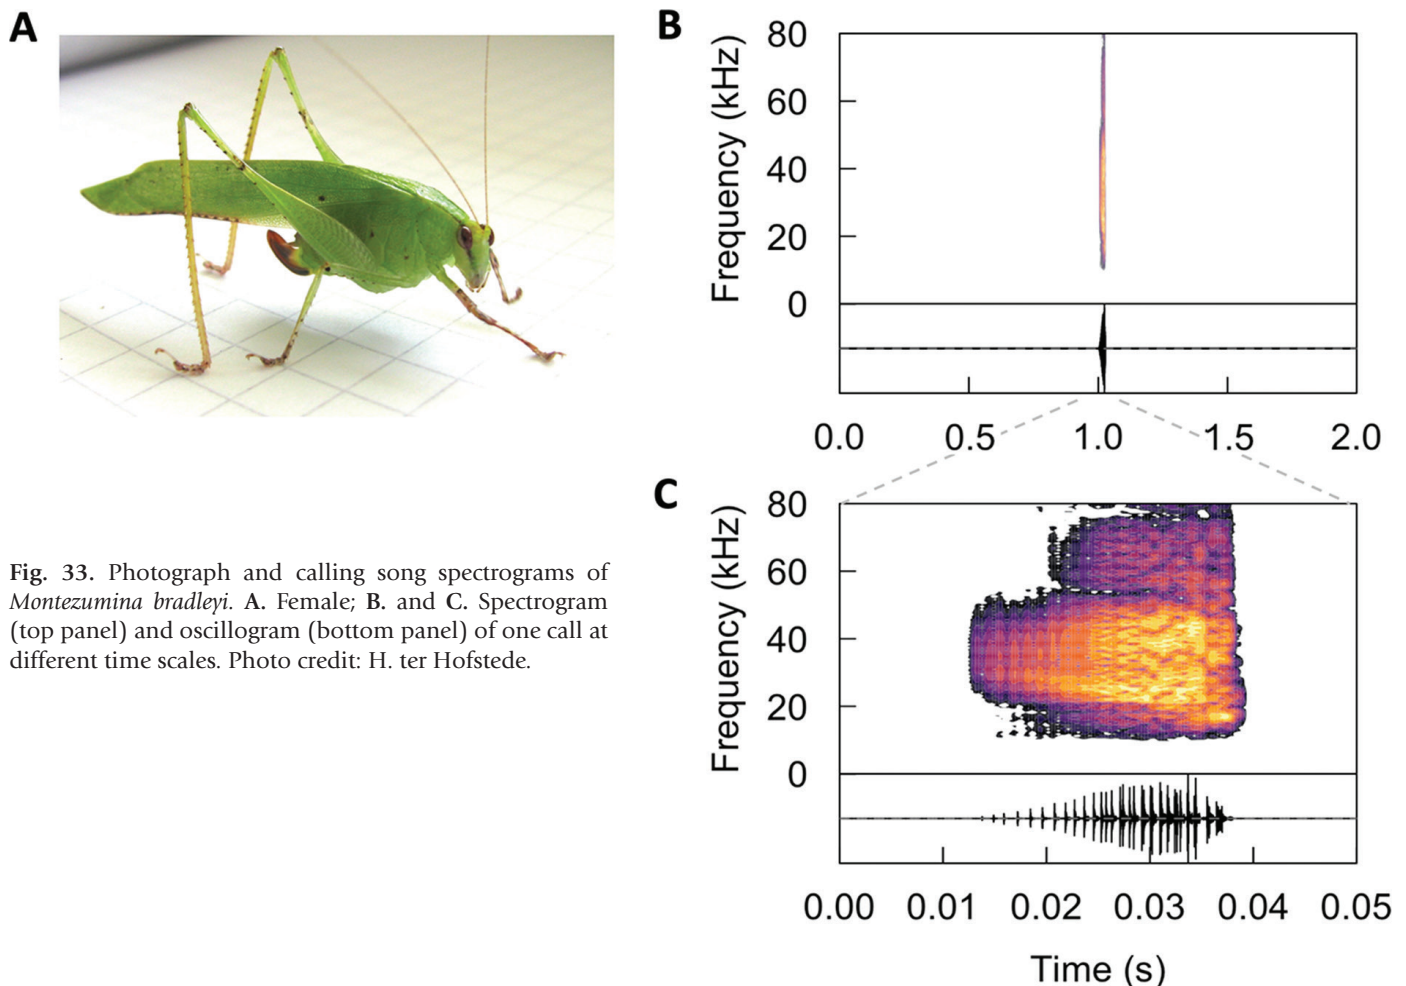 A
B
80
60
40
20
0
Frequency (kHz)
0.0 0.5 1.0 1.5 2.0
C
80
60
40
20
0
Frequency (kHz)
0.00 0.01 0.02 0.03 0.04 0.05
Time (s)
Fig. 33. Photograph and calling song spectrograms of
Montezumina bradleyi. A. Female; B. and C. Spectrogram
(top panel) and oscillogram (bottom panel) of one call at
different time scales. Photo credit: H. ter Hofstede.